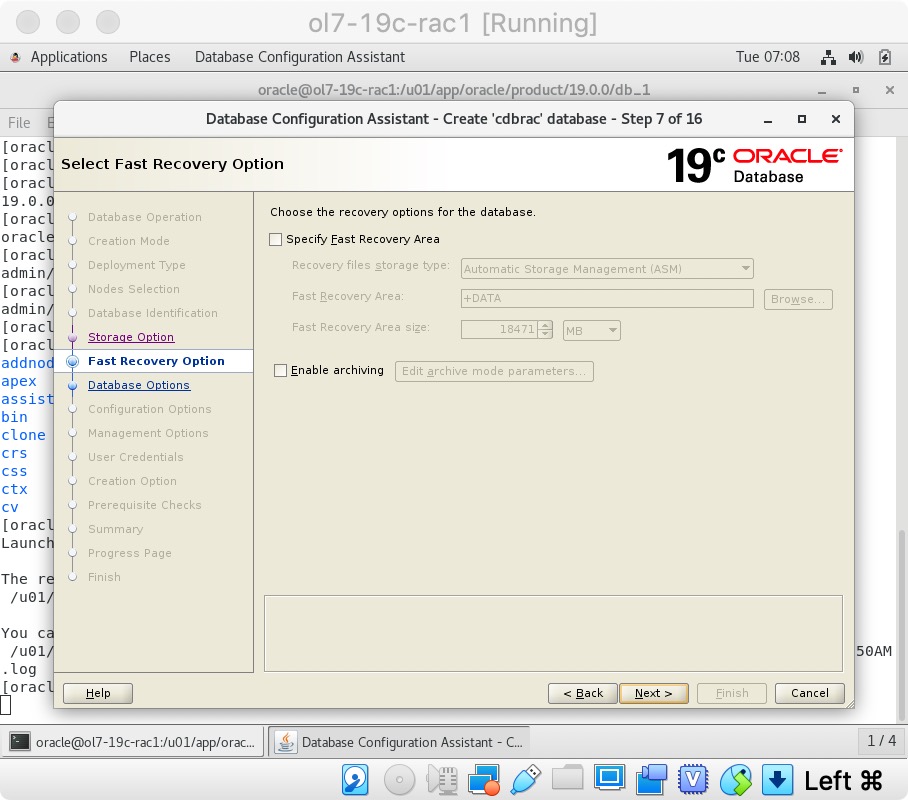 ol7-19c-rac1 [Running]
Applications Places Database Configuration Assistant Tue 07:08
oracle@ol7-19c-rac1:/u01/app/oracle/product/19.0.0/db_1
File E
Database Configuration Assistant - Create 'cdbrac' database - Step 7 of 16
Select Fast Recovery Option
19c ORACLE
Database
[oracl
[oracl
[oracl
19.0.0
[oracl
oracle
[oracl
admin/
[oracl
admin/
[oracl
[oracl
addnod
apex
assist
bin
clone
crs
css
ctx
cv
[oracl
Launch
The re
/u01/
You ca
/u01/
50AM
.log
[oracl
Database Operation
Creation Mode
Deployment Type
Nodes Selection
Database Identification
Storage Option
Fast Recovery Option
Database Options
Configuration Options
Management Options
User Credentials
Creation Option
Prerequisite Checks
Summary
Progress Page
Finish
Choose the recovery options for the database.
Specify Fast Recovery Area
Recovery files storage type: Automatic Storage Management (ASM)
Fast Recovery Area: +DATA Browse...
Fast Recovery Area size: 18471 MB
Enable archiving Edit archive mode parameters...
Help < Back Next > Finish Cancel
oracle@ol7-19c-rac1:/u01/app/orac... Database Configuration Assistant - C... 1 / 4
Left ⌘